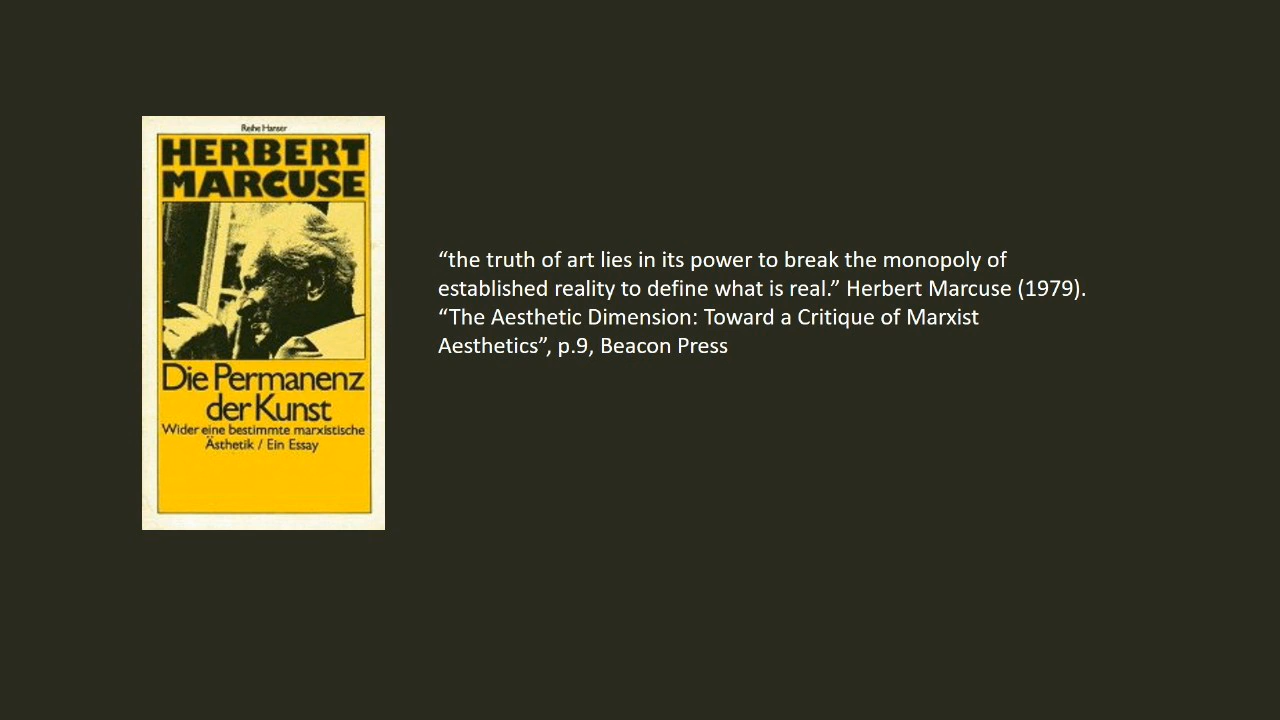 Reihe Hanser
HERBERT
MARCUSE
Die Permanenz
der Kunst
Wider eine bestimmte marxistische
Ästhetik / Ein Essay
“the truth of art lies in its power to break the monopoly of
established reality to define what is real.” Herbert Marcuse (1979).
“The Aesthetic Dimension: Toward a Critique of Marxist
Aesthetics”, p.9, Beacon Press